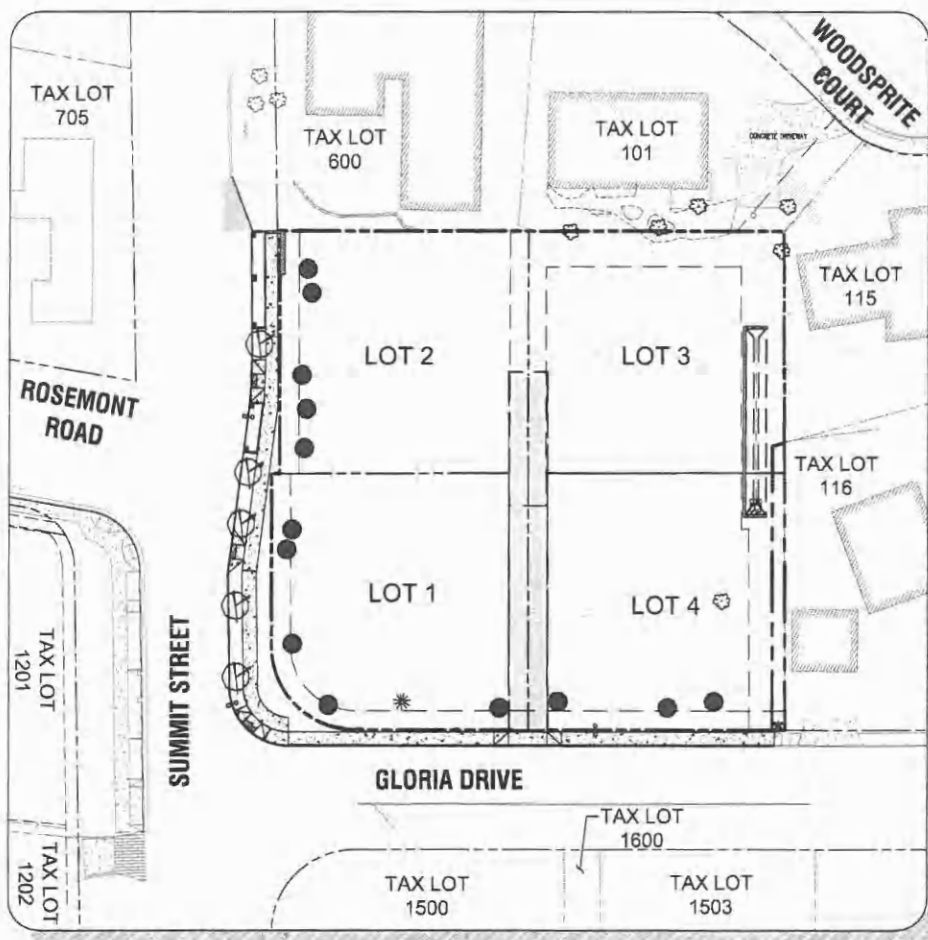 WOODSPRITE
COURT
TAX LOT
705
TAX LOT
600
TAX LOT
101
CONCRETE DRIVEWAY
TAX LOT
115
LOT 2
LOT 3
ROSEMONT
ROAD
TAX LOT
116
LOT 1
LOT 4
TAX LOT
1201
SUMMIT STREET
GLORIA DRIVE
TAX LOT
1600
TAX LOT
1202
TAX LOT
1500
TAX LOT
1503